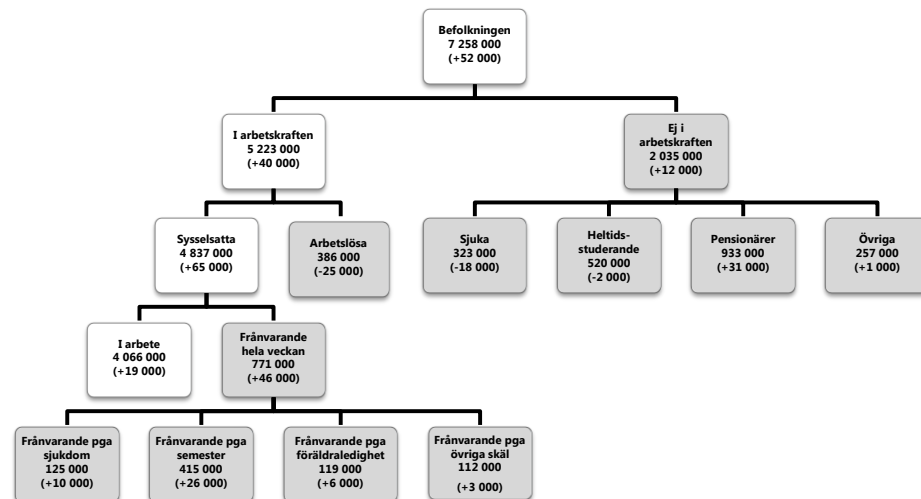 Befolkningen
7 258 000
(+52 000)
I arbetskraften
5 223 000
(+40 000)
Ej i
arbetskraften
2 035 000
(+12 000)
Sysselsatta
4 837 000
(+65 000)
Arbetslösa
386 000
(-25 000)
Sjuka
323 000
(-18 000)
Heltids-
studerande
520 000
(-2 000)
Pensionärer
933 000
(+31 000)
Övriga
257 000
(+1 000)
I arbete
4 066 000
(+19 000)
Frånvarande
hela veckan
771 000
(+46 000)
Frånvarande pga
sjukdom
125 000
(+10 000)
Frånvarande pga
semester
415 000
(+26 000)
Frånvarande pga
föräldraledighet
119 000
(+6 000)
Frånvarande pga
övriga skäl
112 000
(+3 000)